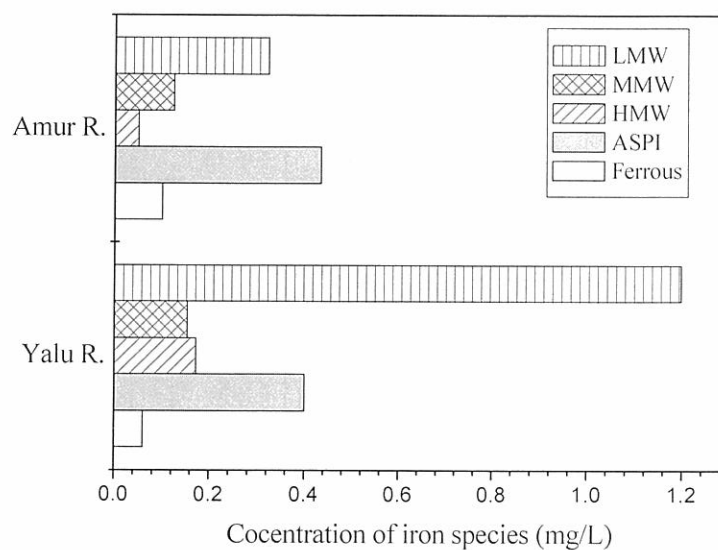 LMW
MMW
HMW
ASPI
Ferrous
Amur R.
Yalu R.
0.0 0.2 0.4 0.6 0.8 1.0 1.2
Cocentration of iron species (mg/L)